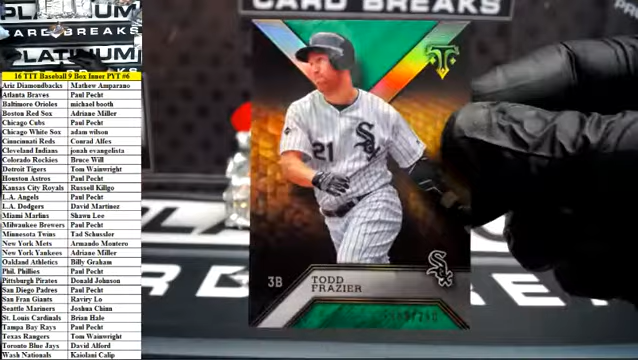 PLATINUM
CARD BREAKS
PLATINUM
16 TTT Baseball 9 Box Inner PYT #6
Ariz Diamondbacks Mathew Amparano
Atlanta Braves Paul Pecht
Baltimore Orioles michael booth
Boston Red Sox Adriane Miller
Chicago Cubs Paul Pecht
Chicago White Sox adam wilson
Cincinnati Reds Conrad Alfes
Cleveland Indians jonah evangelista
Colorado Rockies Bruce Will
Detroit Tigers Tom Wainwright
Houston Astros Paul Pecht
Kansas City Royals Russell Killgo
L.A. Angels Paul Pecht
L.A. Dodgers David Martinez
Miami Marlins Shawn Lee
Milwaukee Brewers Paul Pecht
Minnesota Twins Tad Schussler
New York Mets Armando Montero
New York Yankees Adriane Miller
Oakland Athletics Billy Graham
Phil. Phillies Paul Pecht
Pittsburgh Pirates Donald Johnson
San Diego Padres Paul Pecht
San Fran Giants Raviry Lo
Seattle Mariners Joshua Chinn
St. Louis Cardinals Brian Hale
Tampa Bay Rays Paul Pecht
Texas Rangers Tom Wainwright
Toronto Blue Jays David Alford
Wash Nationals Kaiolani Calip
CARD BREAKS
T
Sox
21
Sox
3B
TODD
FRAZIER